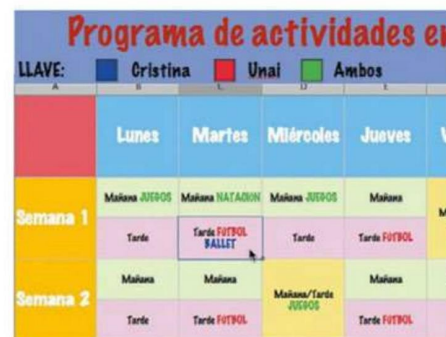 Programa de actividades en
LLAVE: Cristina Unai Ambos
A B C D E
Lunes Martes Miércoles Jueves V
Semana 1
Mañana JUEGOS Mañana NATACION Mañana JUEGOS Mañana
Tarde Tarde FUTBOL Tarde Tarde FUTBOL
BALLET
Semana 2
Mañana Mañana Mañana/Tarde Mañana
JUEGOS
Tarde Tarde FUTBOL Tarde FUTBOL